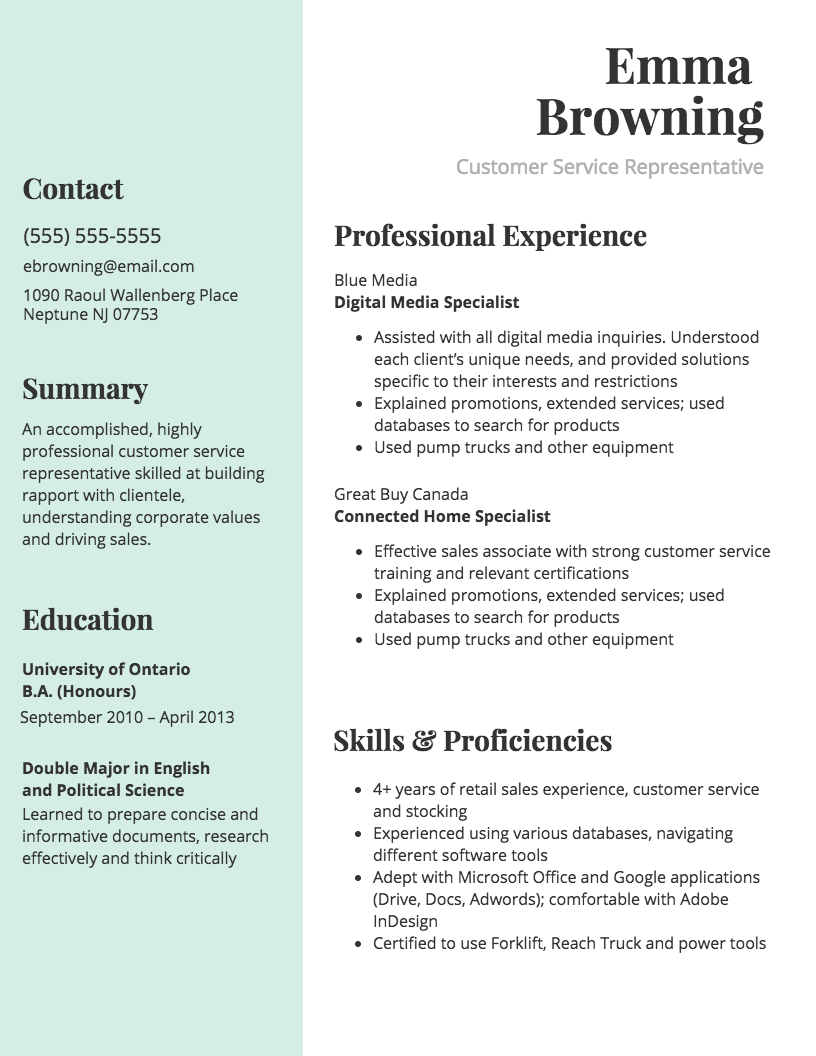 Emma
Browning
Customer Service Representative
Contact
(555) 555-5555
ebrowning@email.com
1090 Raoul Wallenberg Place
Neptune NJ 07753
Summary
An accomplished, highly
professional customer service
representative skilled at building
rapport with clientele,
understanding corporate values
and driving sales.
Education
University of Ontario
B.A. (Honours)
September 2010 – April 2013
Double Major in English
and Political Science
Learned to prepare concise and
informative documents, research
effectively and think critically
Professional Experience
Blue Media
Digital Media Specialist
• Assisted with all digital media inquiries. Understood
each client’s unique needs, and provided solutions
specific to their interests and restrictions
• Explained promotions, extended services; used
databases to search for products
• Used pump trucks and other equipment
Great Buy Canada
Connected Home Specialist
• Effective sales associate with strong customer service
training and relevant certifications
• Explained promotions, extended services; used
databases to search for products
• Used pump trucks and other equipment
Skills & Proficiencies
• 4+ years of retail sales experience, customer service
and stocking
• Experienced using various databases, navigating
different software tools
• Adept with Microsoft Office and Google applications
(Drive, Docs, Adwords); comfortable with Adobe
InDesign
• Certified to use Forklift, Reach Truck and power tools